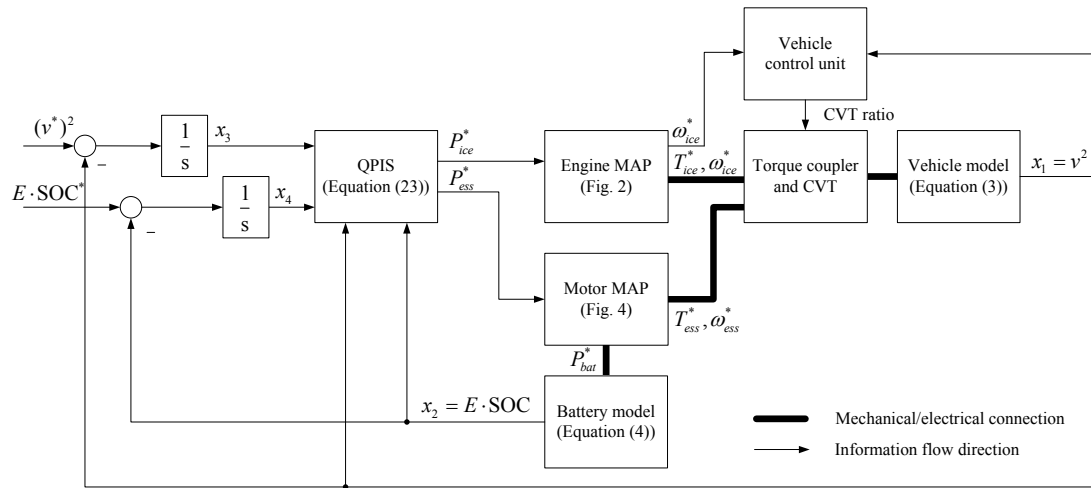 Vehicle
control unit
CVT ratio
(v*)²
−
1
s
x₃
E·SOC*
−
1
s
x₄
QPIS
(Equation (23))
P*ice
P*ess
Engine MAP
(Fig. 2)
ω*ice
T*ice, ω*ice
Torque coupler
and CVT
Vehicle model
(Equation (3))
x₁ = v²
Motor MAP
(Fig. 4)
T*ess, ω*ess
P*bat
Battery model
(Equation (4))
x₂ = E·SOC
Mechanical/electrical connection
Information flow direction